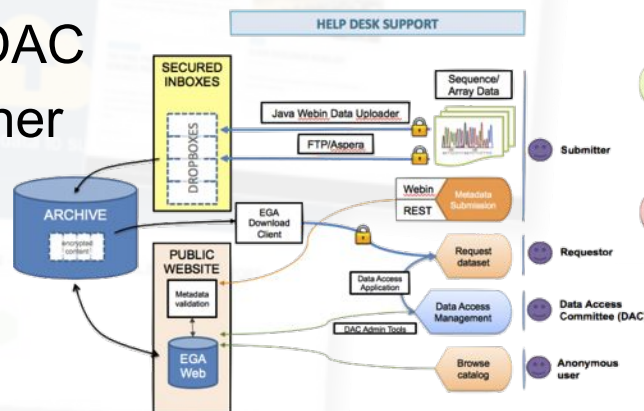 DAC
HELP DESK SUPPORT
SECURED
INBOXES
DROPBOXES
Java Webin Data Uploader
FTP/Aspera
Sequence/
Array Data
Submitter
Webin
REST
Metadata
Submission
ARCHIVE
encrypted
content
EGA
Download
Client
PUBLIC
WEBSITE
Metadata
validation
EGA
Web
Request
dataset
Requestor
Data Access
Application
Data Access
Management
Data Access
Committee (DAC
DAC Admin Tools
Browse
catalog
Anonymous
user